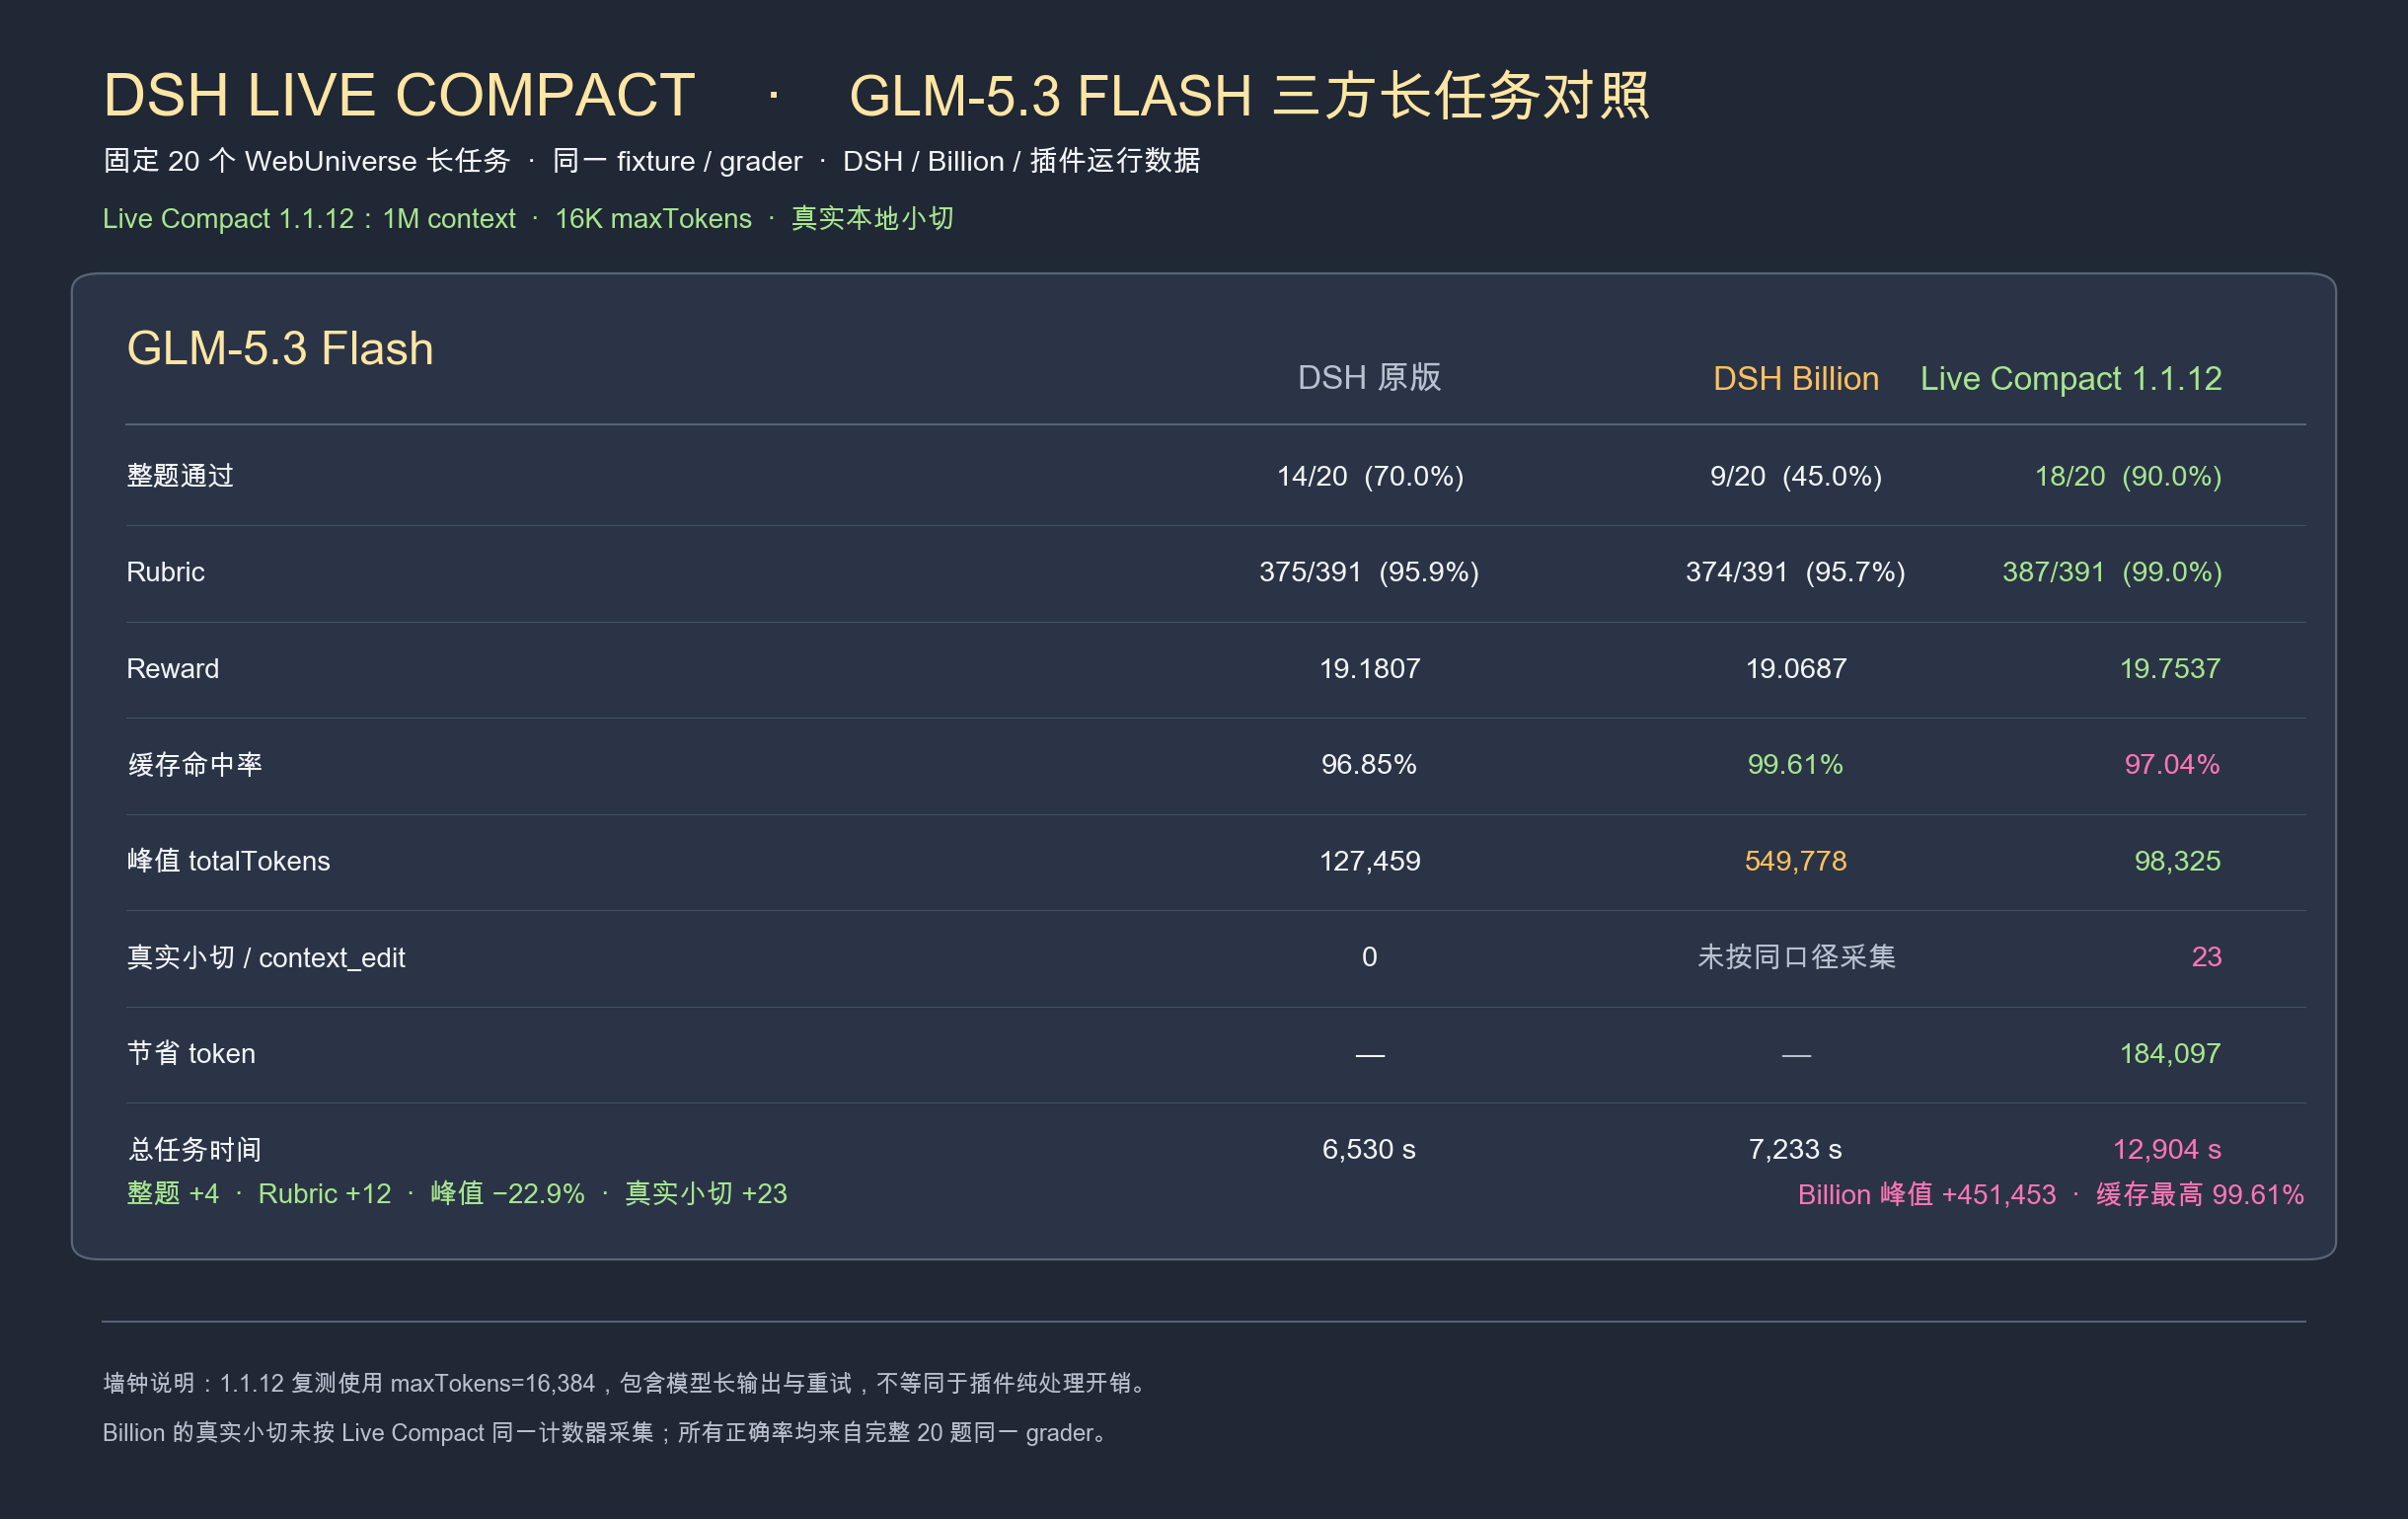 DSH LIVE COMPACT · GLM-5.3 FLASH 三方长任务对照
固定 20 个 WebUniverse 长任务 · 同一 fixture / grader · DSH / Billion / 插件运行数据
Live Compact 1.1.12：1M context · 16K maxTokens · 真实本地小切
GLM-5.3 Flash
DSH 原版 DSH Billion Live Compact 1.1.12
整题通过 14/20 (70.0%) 9/20 (45.0%) 18/20 (90.0%)
Rubric 375/391 (95.9%) 374/391 (95.7%) 387/391 (99.0%)
Reward 19.1807 19.0687 19.7537
缓存命中率 96.85% 99.61% 97.04%
峰值 totalTokens 127,459 549,778 98,325
真实小切 / context_edit 0 未按同口径采集 23
节省 token — — 184,097
总任务时间 6,530 s 7,233 s 12,904 s
整题 +4 · Rubric +12 · 峰值 −22.9% · 真实小切 +23 Billion 峰值 +451,453 · 缓存最高 99.61%
墙钟说明：1.1.12 复测使用 maxTokens=16,384，包含模型长输出与重试，不等同于插件纯处理开销。
Billion 的真实小切未按 Live Compact 同一计数器采集；所有正确率均来自完整 20 题同一 grader。